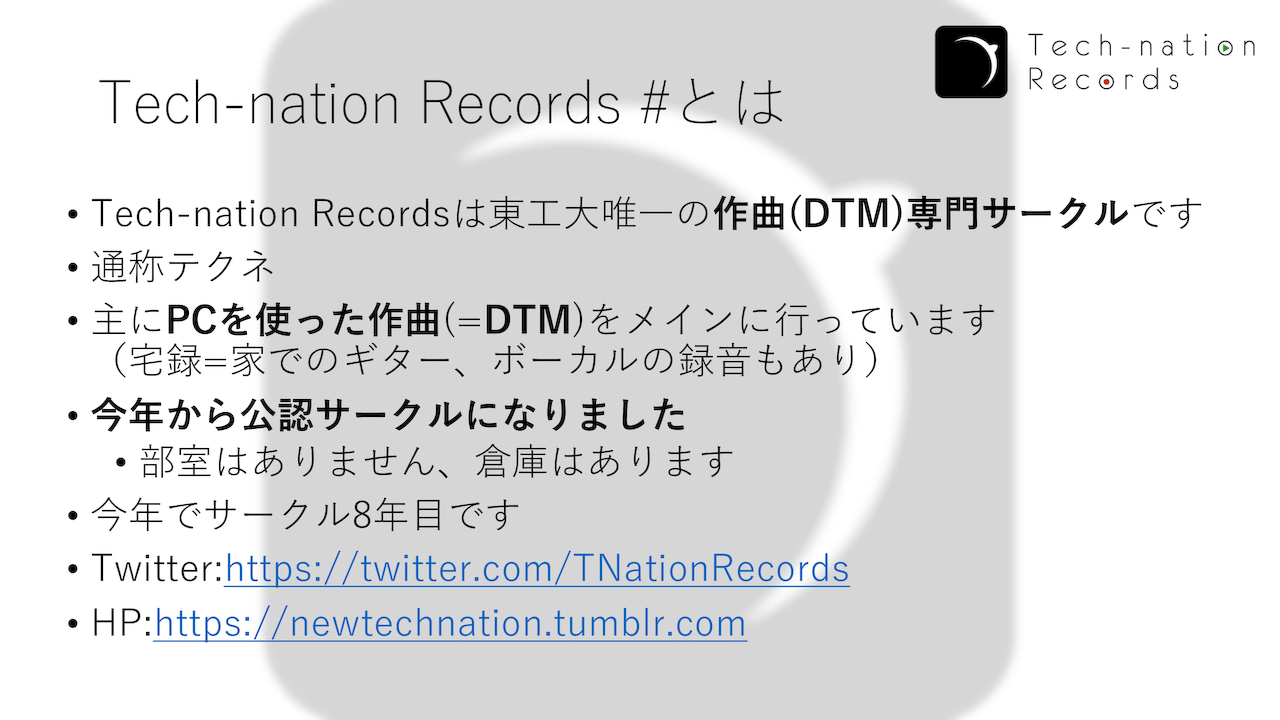 Tech-nation
Records
Tech-nation Records #とは
• Tech-nation Recordsは東工大唯一の作曲(DTM)専門サークルです
• 通称テクネ
• 主にPCを使った作曲(=DTM)をメインに行っています
（宅録=家でのギター、ボーカルの録音もあり）
• 今年から公認サークルになりました
• 部室はありません、倉庫はあります
• 今年でサークル8年目です
• Twitter:https://twitter.com/TNationRecords
• HP:https://newtechnation.tumblr.com